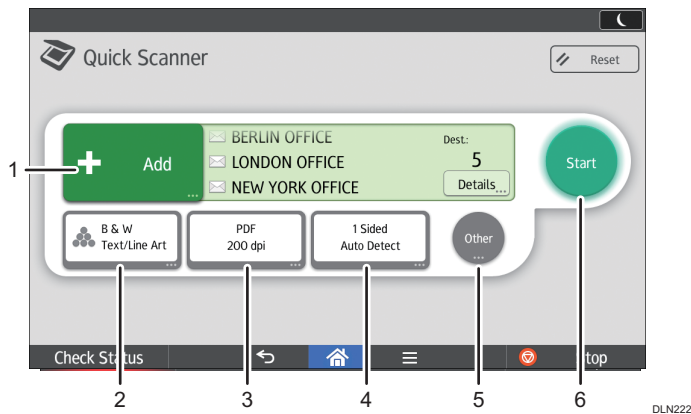 Quick Scanner
Reset
BERLIN OFFICE
Dest.:
1
Add
LONDON OFFICE
5
Start
NEW YORK OFFICE
Details...
B & W
Text/Line Art
PDF
200 dpi
1 Sided
Auto Detect
Other
Check Status
top
2
3
4
5
6
DLN222